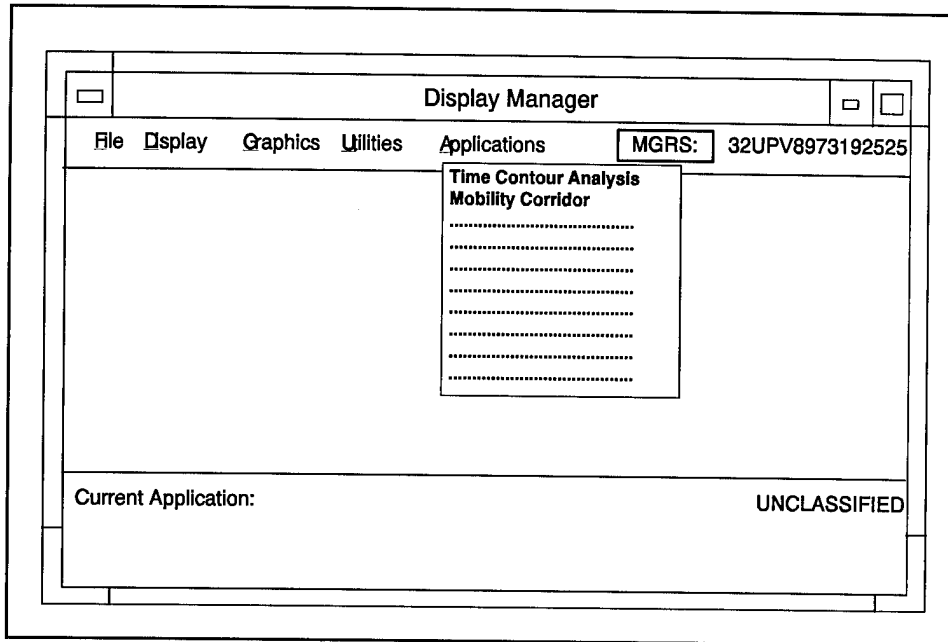 Display Manager
File Display Graphics Utilities Applications MGRS: 32UPV8973192525
Time Contour Analysis
Mobility Corridor
.....................................
.....................................
.....................................
.....................................
.....................................
.....................................
.....................................
.....................................
Current Application: UNCLASSIFIED